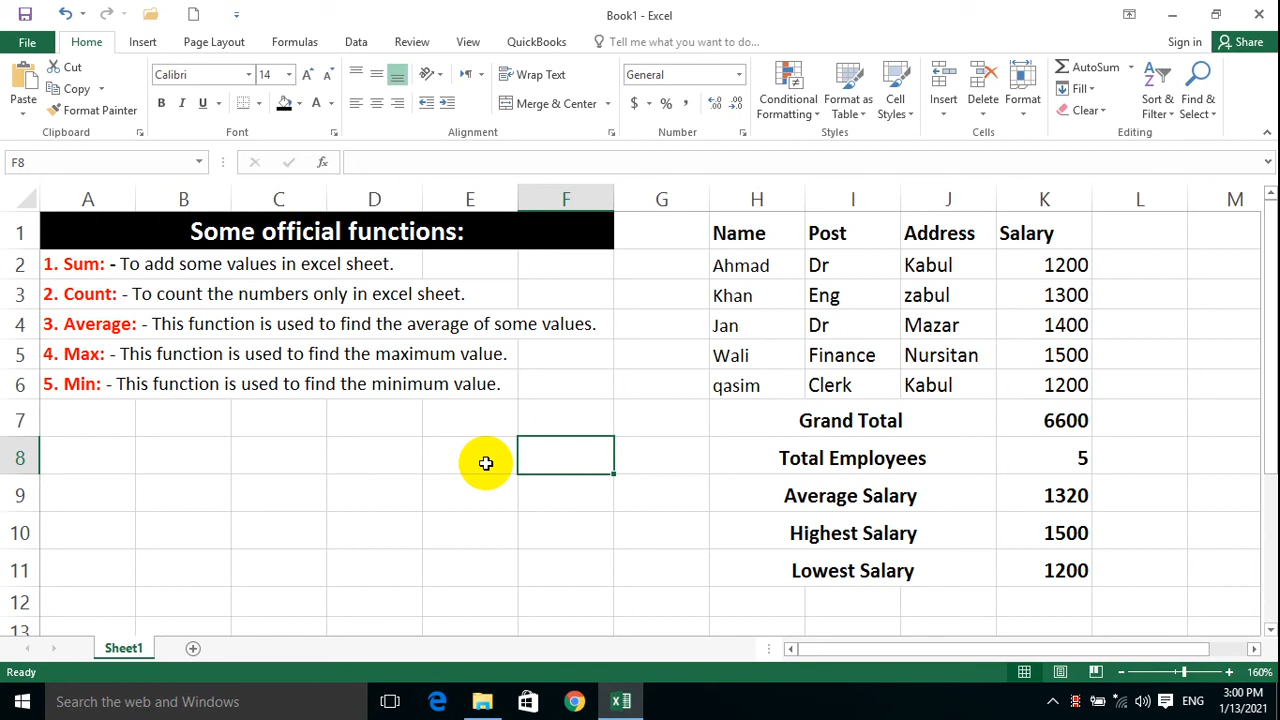 Book1 - Excel
File Home Insert Page Layout Formulas Data Review View QuickBooks Tell me what you want to do... Sign in Share
Paste
Cut
Copy
Format Painter
Clipboard
Calibri 14
B I U
Font
Wrap Text
Merge & Center
Alignment
General
$ % ,
Number
Conditional Formatting
Format as Table
Cell Styles
Styles
Insert Delete Format
Cells
AutoSum
Fill
Clear
Sort & Filter
Find & Select
Editing
F8 fx
A B C D E F G H I J K L M
1 Some official functions: Name Post Address Salary
2 1. Sum: - To add some values in excel sheet. Ahmad Dr Kabul 1200
3 2. Count: - To count the numbers only in excel sheet. Khan Eng zabul 1300
4 3. Average: - This function is used to find the average of some values. Jan Dr Mazar 1400
5 4. Max: - This function is used to find the maximum value. Wali Finance Nursitan 1500
6 5. Min: - This function is used to find the minimum value. qasim Clerk Kabul 1200
7 Grand Total 6600
8 Total Employees 5
9 Average Salary 1320
10 Highest Salary 1500
11 Lowest Salary 1200
12
13
Sheet1
Ready 160%
Search the web and Windows ENG 3:00 PM
1/13/2021